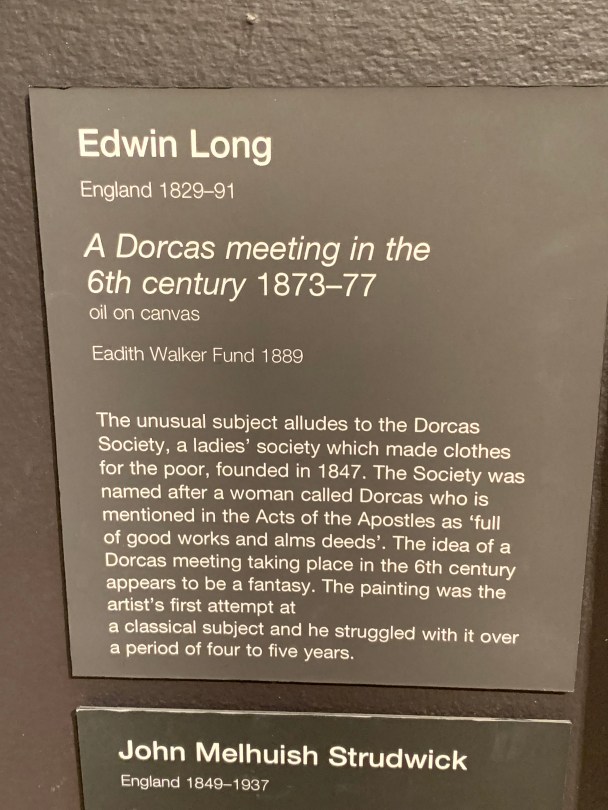 Edwin Long
England 1829–91
A Dorcas meeting in the
6th century 1873–77
oil on canvas
Eadith Walker Fund 1889
The unusual subject alludes to the Dorcas
Society, a ladies’ society which made clothes
for the poor, founded in 1847. The Society was
named after a woman called Dorcas who is
mentioned in the Acts of the Apostles as ‘full
of good works and alms deeds’. The idea of a
Dorcas meeting taking place in the 6th century
appears to be a fantasy. The painting was the
artist’s first attempt at
a classical subject and he struggled with it over
a period of four to five years.
John Melhuish Strudwick
England 1849–1937